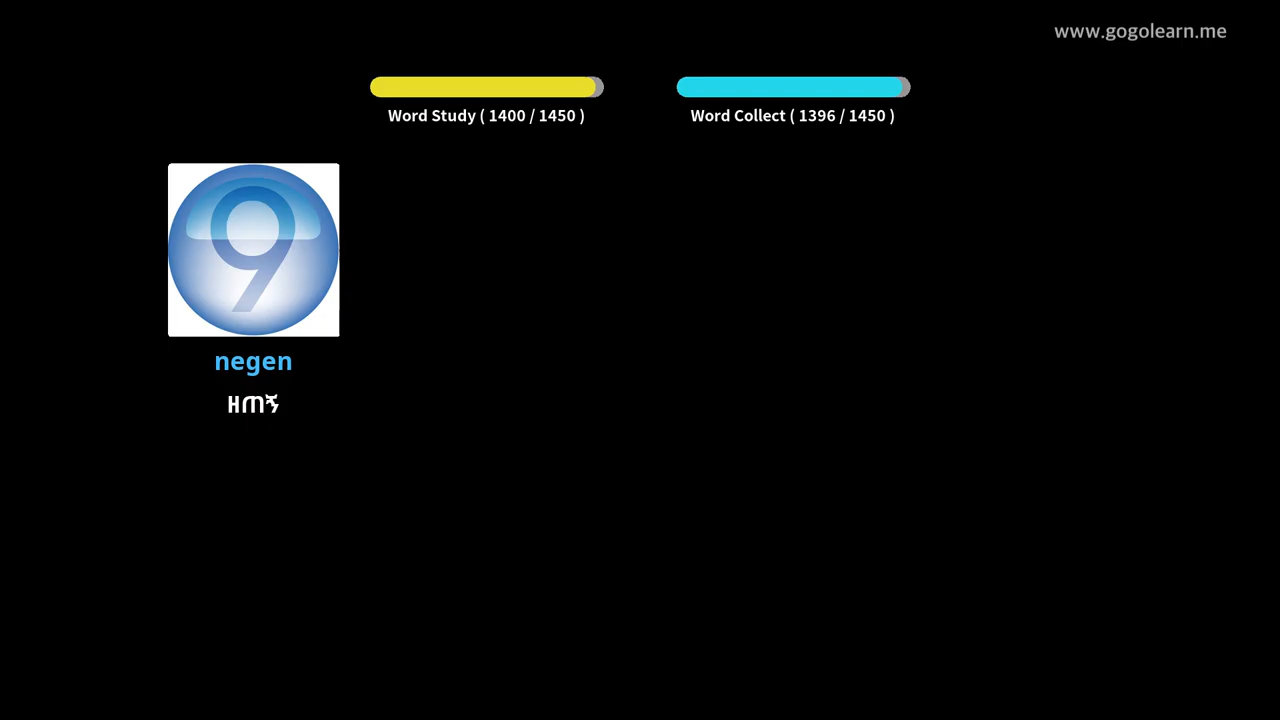 www.gogolearn.me
Word Study ( 1400 / 1450 )
Word Collect ( 1396 / 1450 )
9
negen
ዘጠኝ